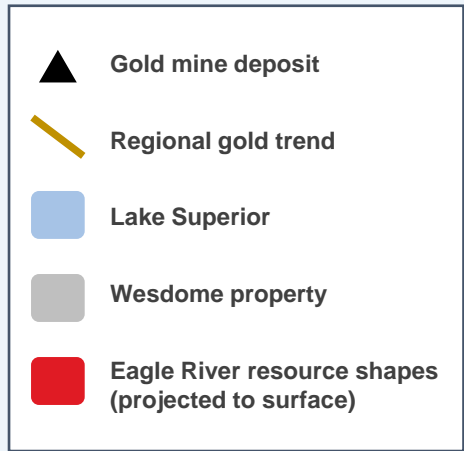 Gold mine deposit
Regional gold trend
Lake Superior
Wesdome property
Eagle River resource shapes
(projected to surface)